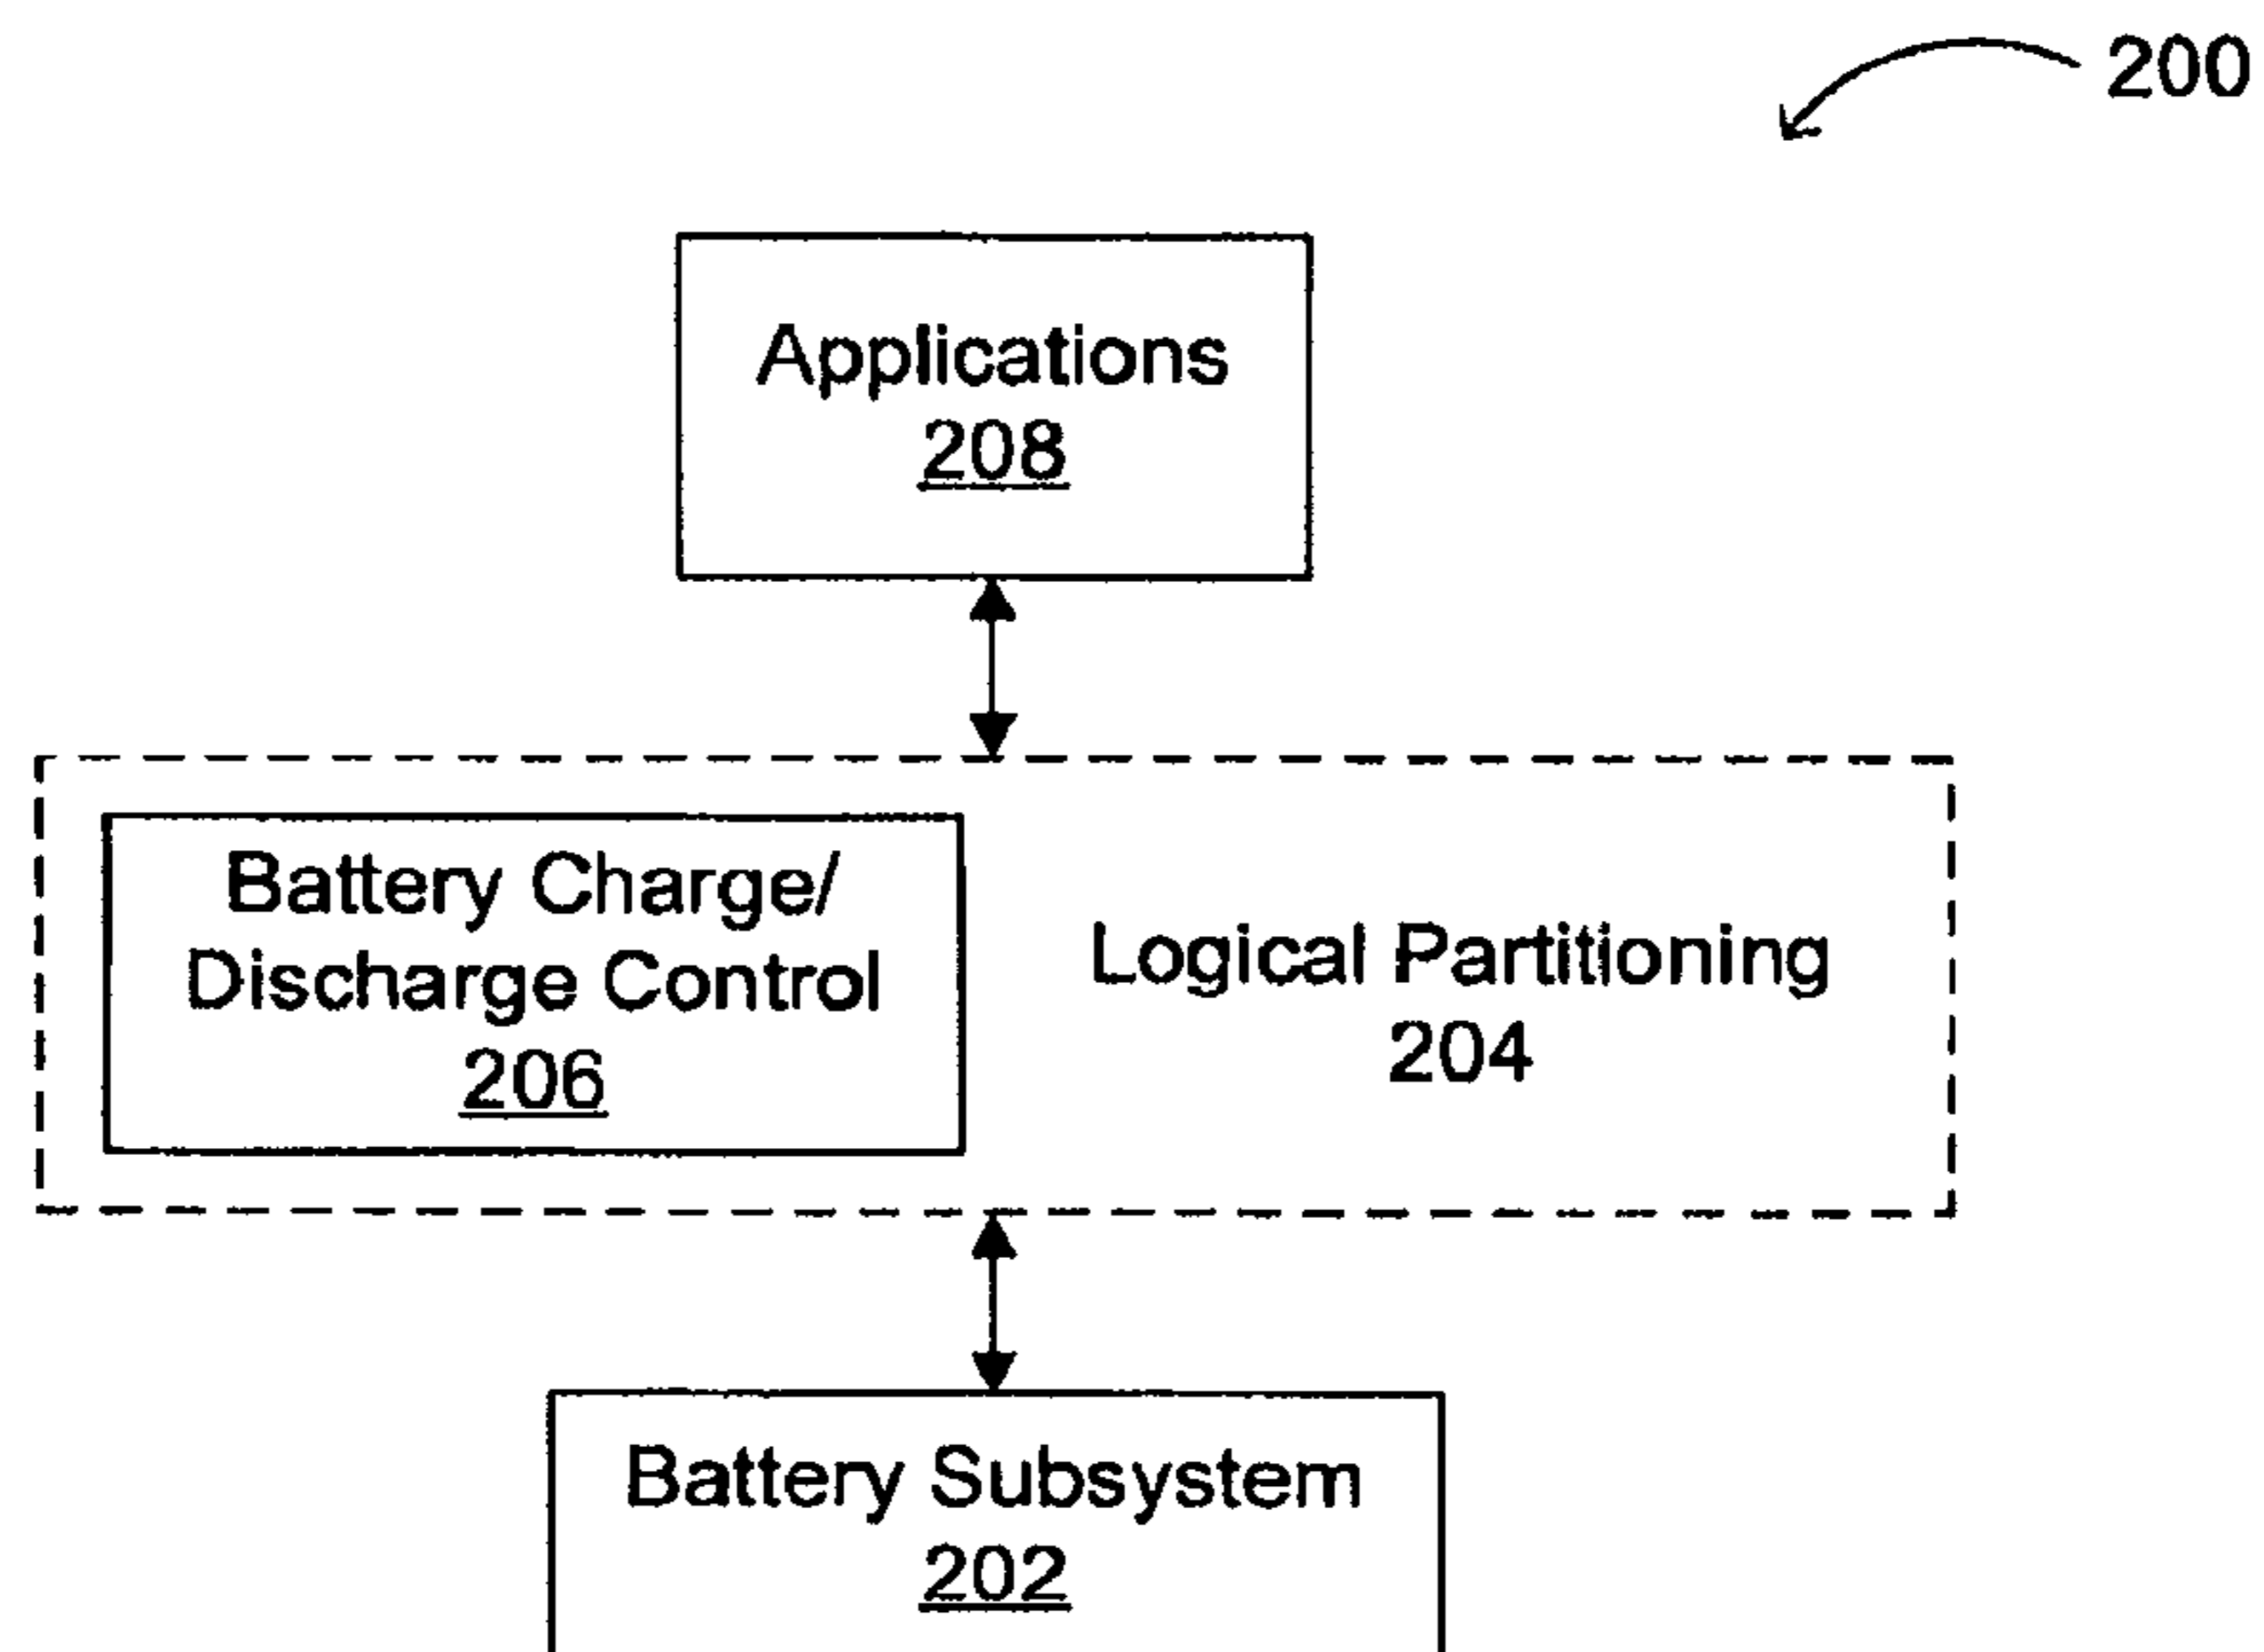 200
Applications
208
Battery Charge/
Discharge Control
206
Logical Partitioning
204
Battery Subsystem
202